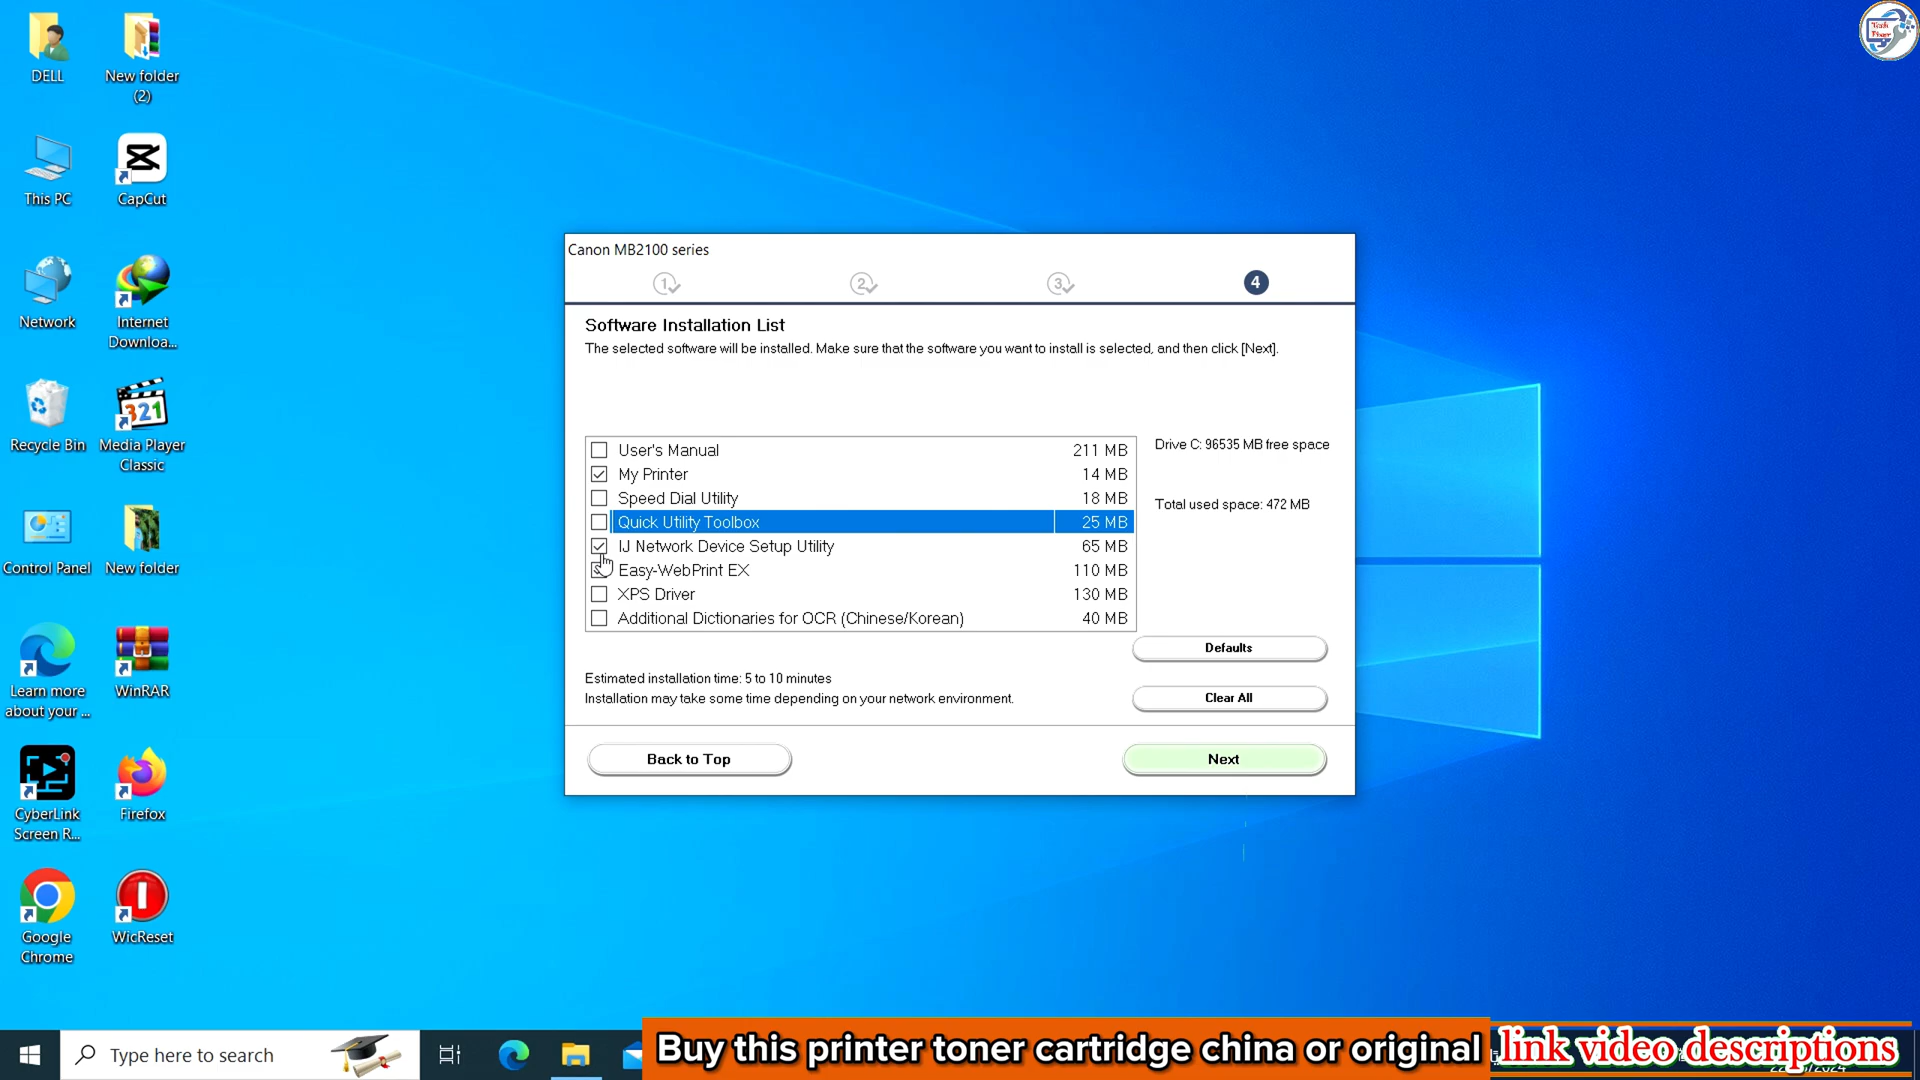 DELL
New folder
(2)
This PC
CapCut
Network
Internet
Downloa...
Recycle Bin
Media Player
Classic
321
Control Panel
New folder
Learn more
about your ...
WinRAR
CyberLink
Screen R...
Firefox
Google
Chrome
WicReset
Canon MB2100 series
1
2
3
4
Software Installation List
The selected software will be installed. Make sure that the software you want to install is selected, and then click [Next].
User's Manual 211 MB
My Printer 14 MB
Speed Dial Utility 18 MB
Quick Utility Toolbox 25 MB
IJ Network Device Setup Utility 65 MB
Easy-WebPrint EX 110 MB
XPS Driver 130 MB
Additional Dictionaries for OCR (Chinese/Korean) 40 MB
Drive C: 96535 MB free space
Total used space: 472 MB
Defaults
Clear All
Estimated installation time: 5 to 10 minutes
Installation may take some time depending on your network environment.
Back to Top
Next
Type here to search
Buy this printer toner cartridge china or original
link video descriptions